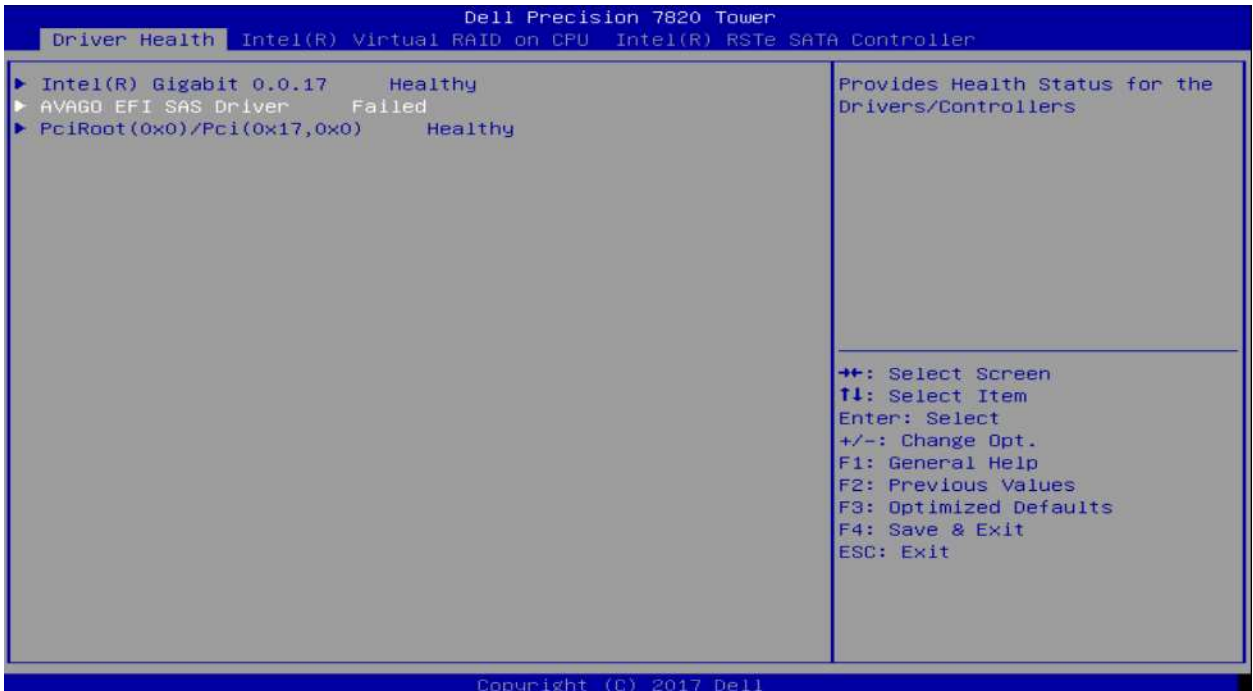 Dell Precision 7820 Tower
Driver Health Intel(R) Virtual RAID on CPU Intel(R) RSTe SATA Controller
▶ Intel(R) Gigabit 0.0.17 Healthy
▶ AVAGO EFI SAS Driver Failed
▶ PciRoot(0x0)/Pci(0x17,0x0) Healthy
Provides Health Status for the
Drivers/Controllers
→←: Select Screen
↑↓: Select Item
Enter: Select
+/-: Change Opt.
F1: General Help
F2: Previous Values
F3: Optimized Defaults
F4: Save & Exit
ESC: Exit
Copyright (C) 2017 Dell